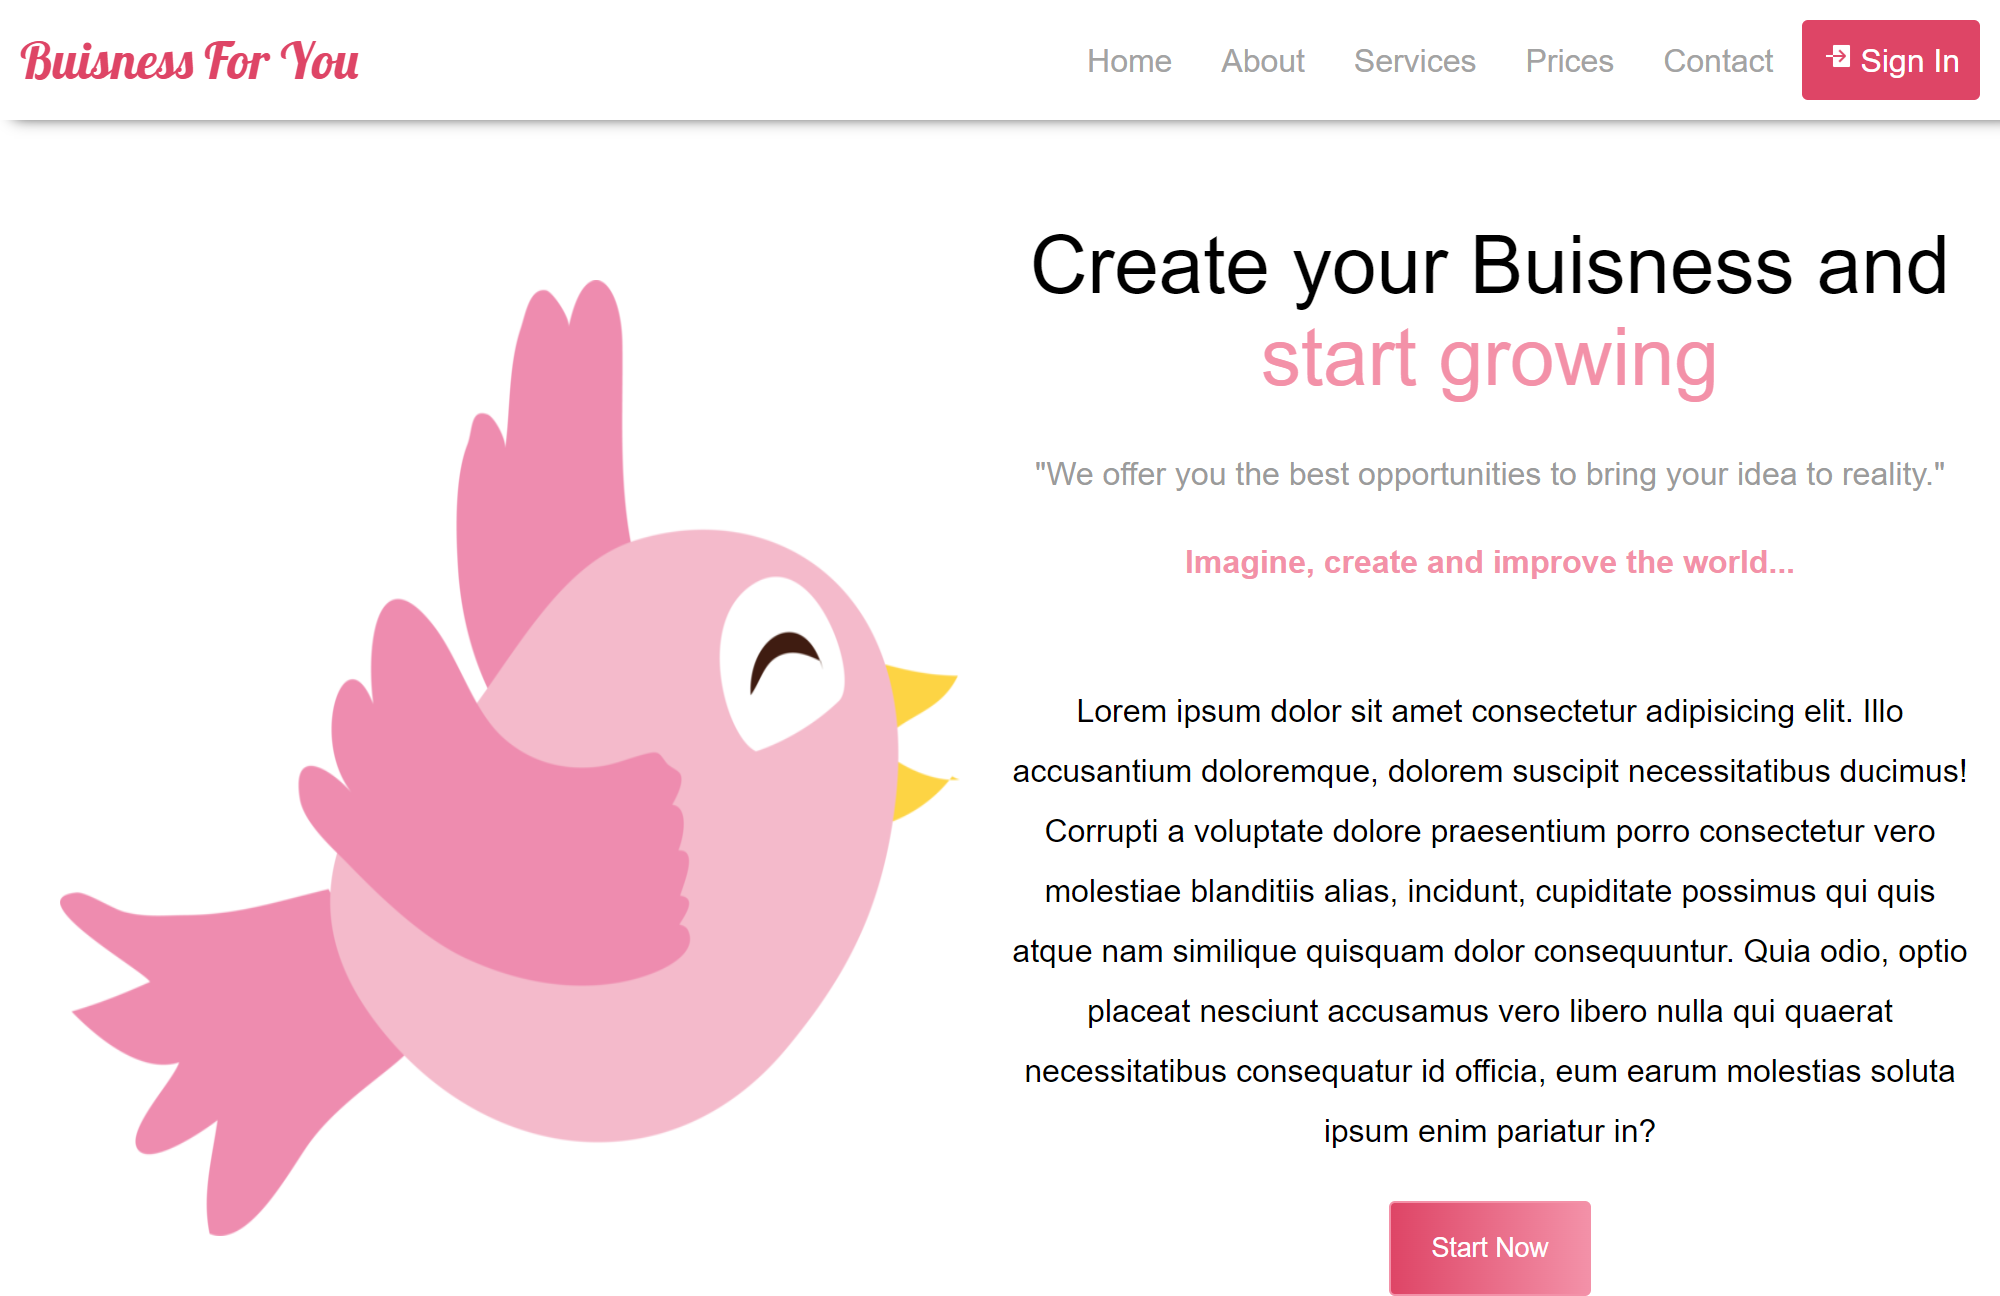 Buisness For You
Home About Services Prices Contact Sign In
Create your Buisness and
start growing
"We offer you the best opportunities to bring your idea to reality."
Imagine, create and improve the world...
Lorem ipsum dolor sit amet consectetur adipisicing elit. Illo
accusantium doloremque, dolorem suscipit necessitatibus ducimus!
Corrupti a voluptate dolore praesentium porro consectetur vero
molestiae blanditiis alias, incidunt, cupiditate possimus qui quis
atque nam similique quisquam dolor consequuntur. Quia odio, optio
placeat nesciunt accusamus vero libero nulla qui quaerat
necessitatibus consequatur id officia, eum earum molestias soluta
ipsum enim pariatur in?
Start Now